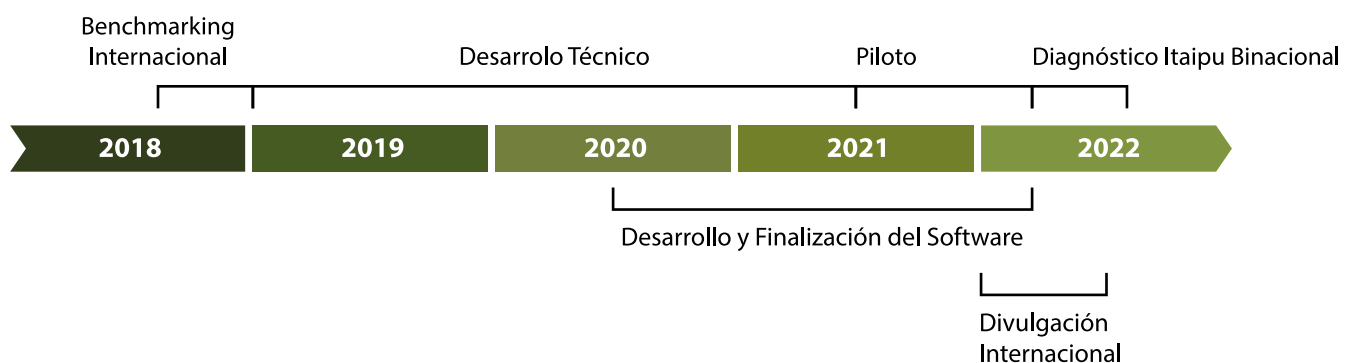 Benchmarking
Internacional
Desarrolo Técnico
Piloto
Diagnóstico Itaipu Binacional
2018
2019
2020
2021
2022
Desarrollo y Finalización del Software
Divulgación
Internacional